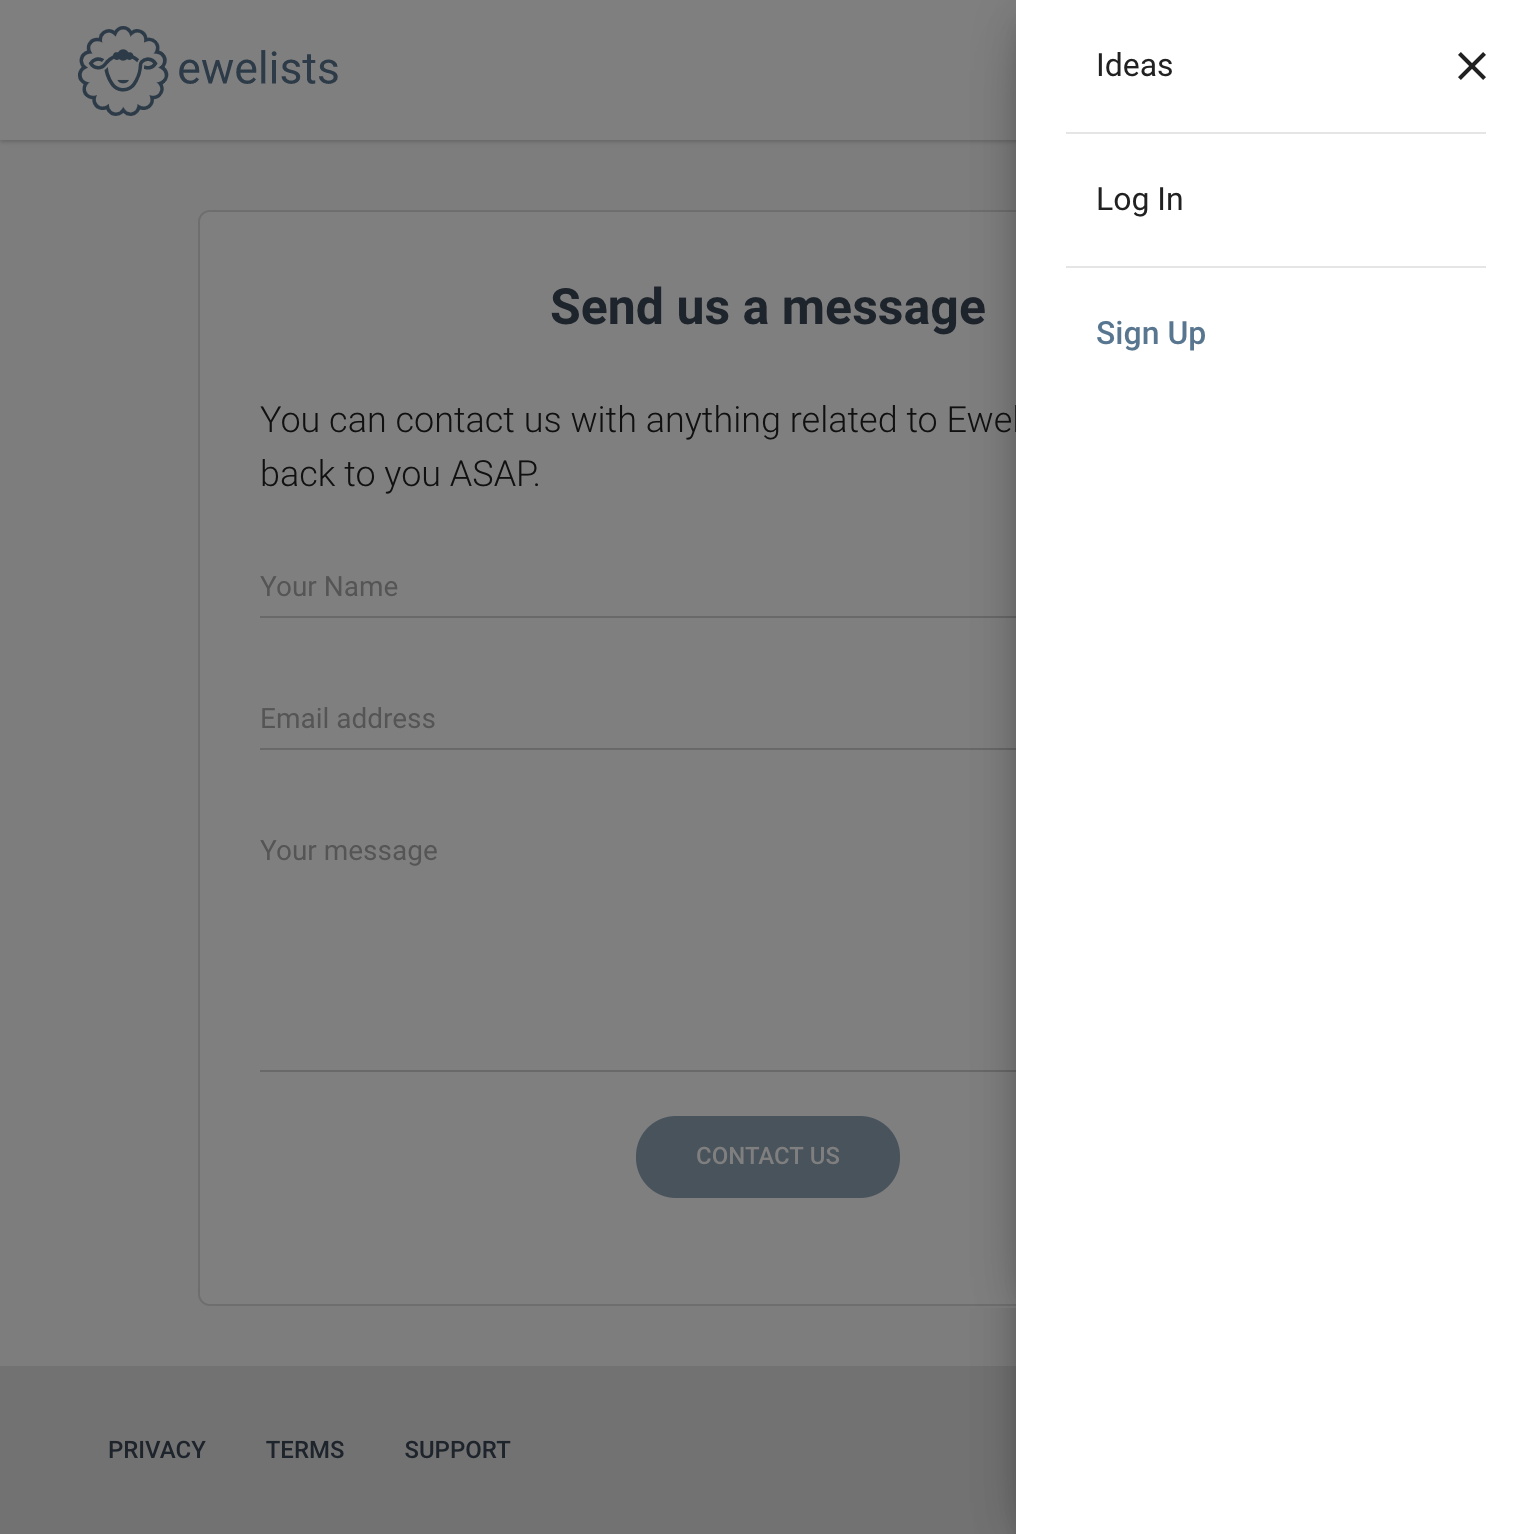 ewelists
Ideas
Log In
Sign Up
Send us a message
You can contact us with anything related to Ewel
back to you ASAP.
Your Name
Email address
Your message
CONTACT US
PRIVACY
TERMS
SUPPORT